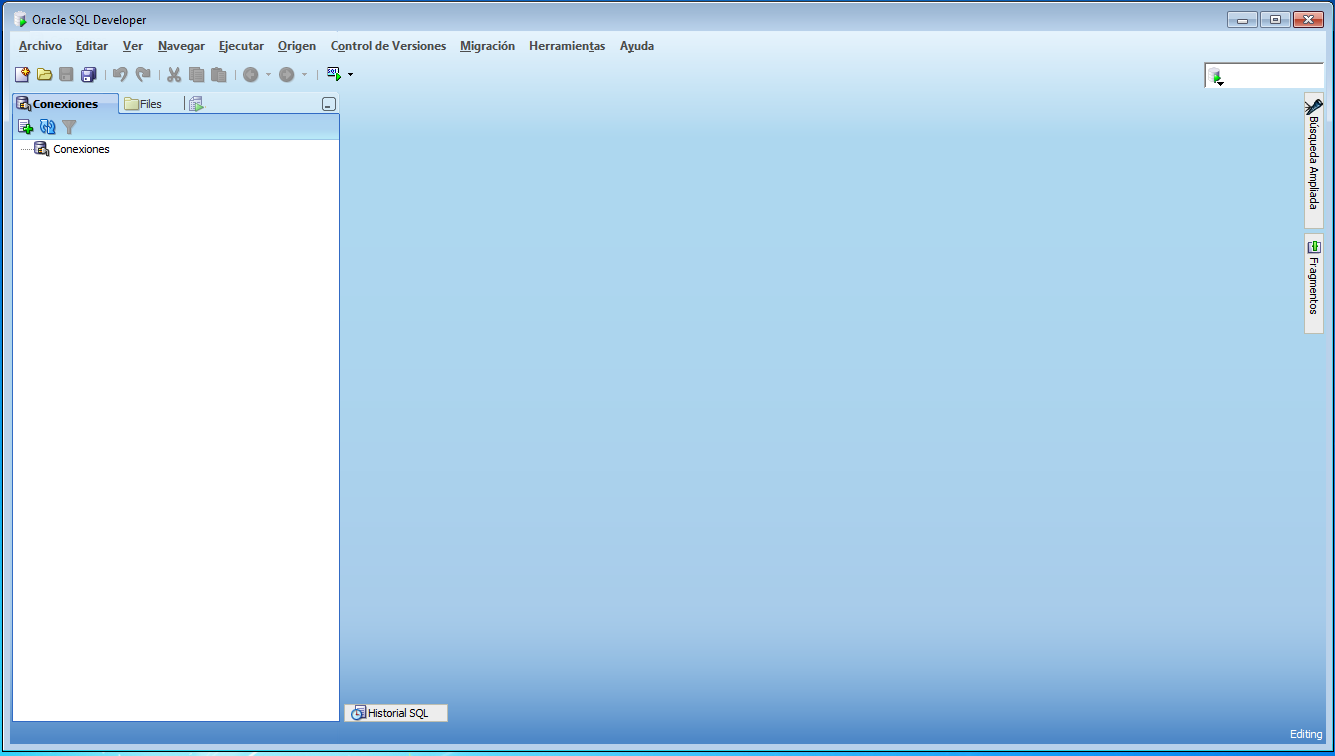 Oracle SQL Developer
Archivo Editar Ver Navegar Ejecutar Origen Control de Versiones Migración Herramientas Ayuda
SQL
Conexiones Files
Conexiones
Búsqueda Ampliada
Fragmentos
Historial SQL
Editing